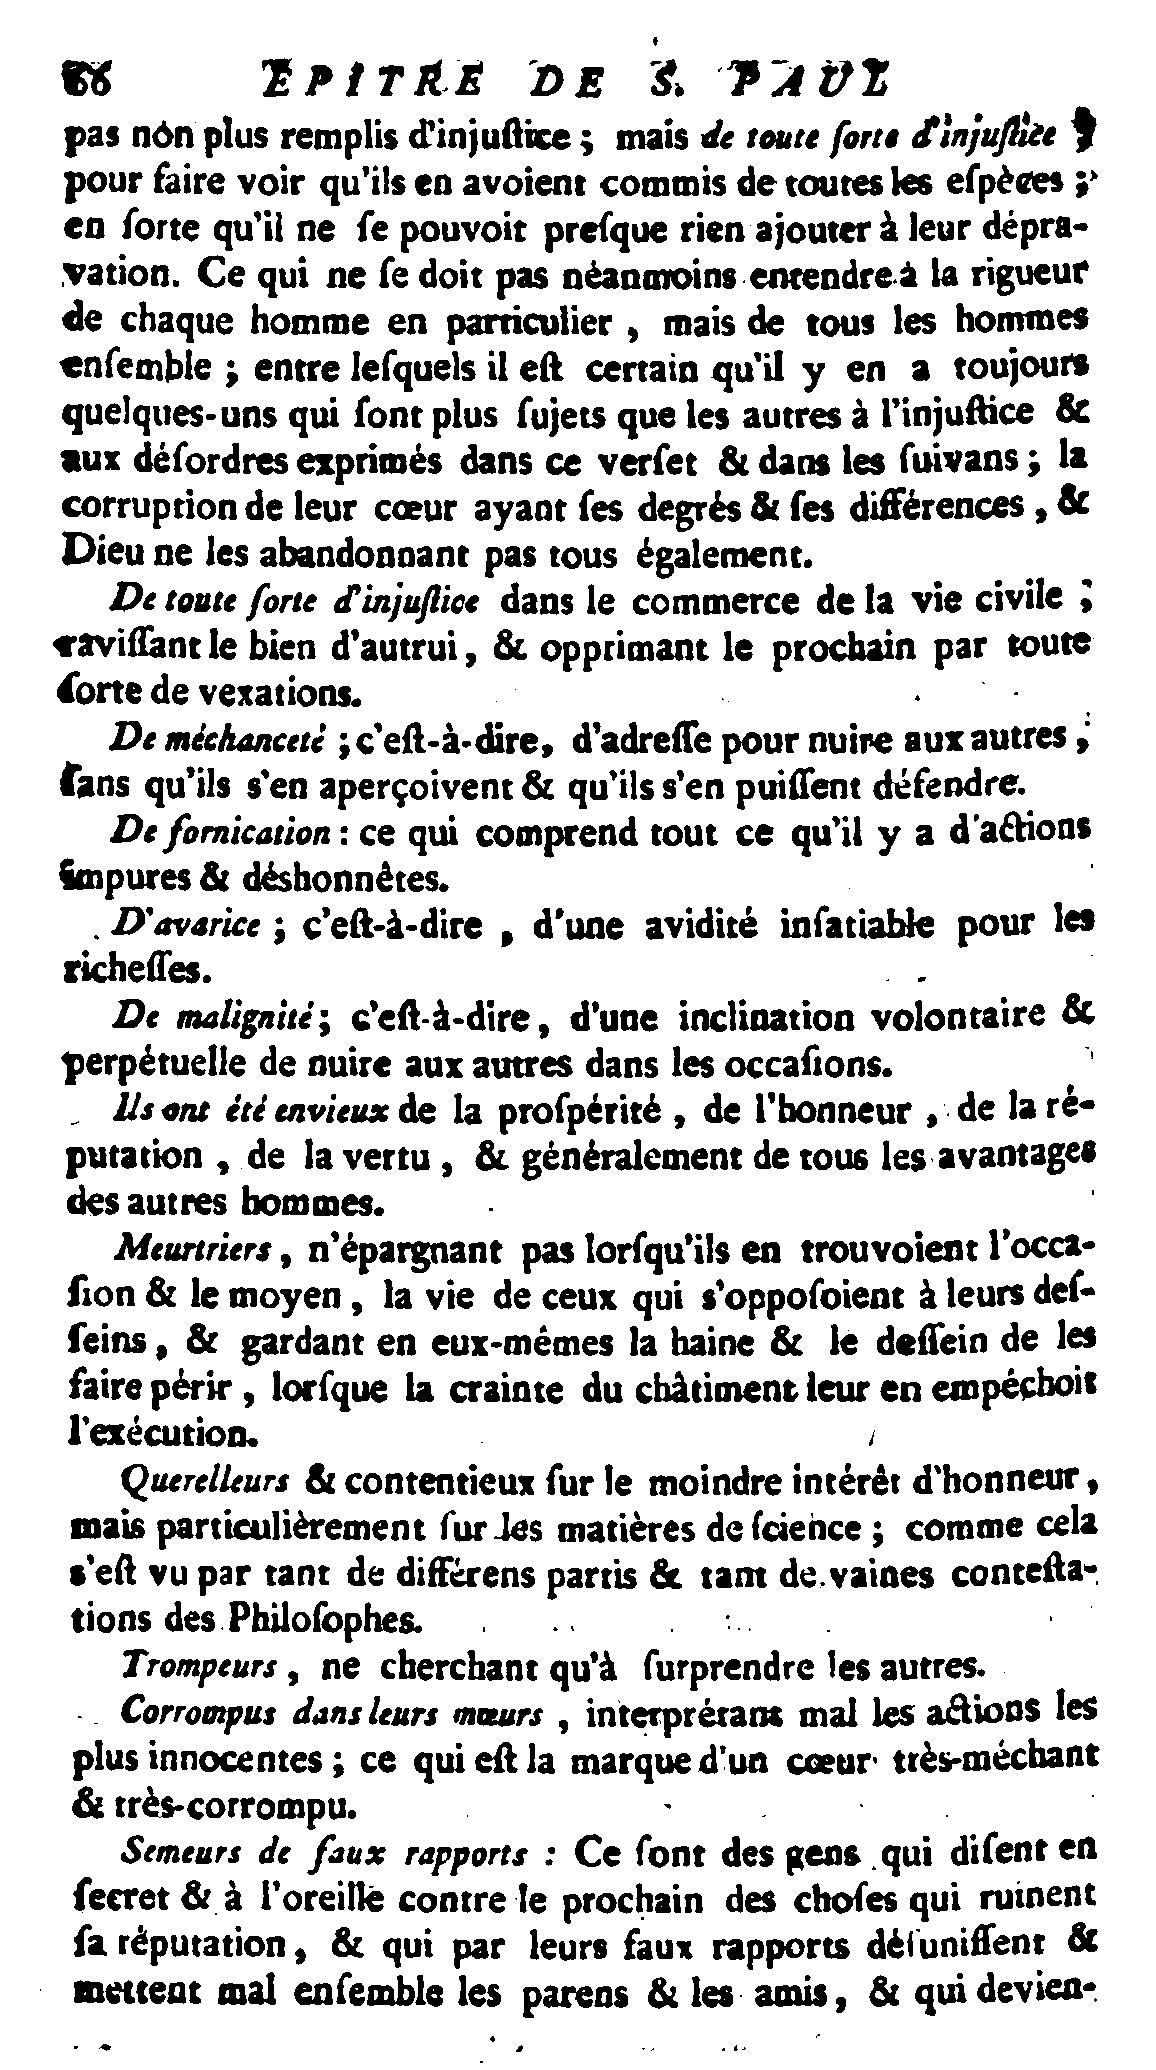 66 EPITRE DE S. PAUL
pas non plus remplis d'injuſtice ; mais de toute ſorte d'injuſtice ,
pour faire voir qu'ils en avoient commis de toutes les eſpèces ;
en ſorte qu'il ne ſe pouvoit preſque rien ajouter à leur dépra-
vation. Ce qui ne ſe doit pas néanmoins entendre à la rigueur
de chaque homme en particulier , mais de tous les hommes
enſemble ; entre leſquels il eſt certain qu'il y en a toujours
quelques-uns qui ſont plus ſujets que les autres à l'injuſtice &
aux déſordres exprimés dans ce verſet & dans les ſuivans ; la
corruption de leur cœur ayant ſes degrés & ſes différences , &
Dieu ne les abandonnant pas tous également.
De toute ſorte d'injuſtice dans le commerce de la vie civile ;
raviſſant le bien d'autrui, & opprimant le prochain par toute
ſorte de vexations.
De méchanceté ; c'eſt-à-dire, d'adreſſe pour nuire aux autres ,
ſans qu'ils s'en aperçoivent & qu'ils s'en puiſſent défendre.
De fornication : ce qui comprend tout ce qu'il y a d'actions
impures & déshonnêtes.
D'avarice ; c'eſt-à-dire , d'une avidité inſatiable pour les
richeſſes.
De malignité ; c'eſt-à-dire, d'une inclination volontaire &
perpétuelle de nuire aux autres dans les occaſions.
Ils ont été envieux de la proſpérité , de l'honneur , de la ré-
putation , de la vertu , & généralement de tous les avantages
des autres hommes.
Meurtriers , n'épargnant pas lorſqu'ils en trouvoient l'occa-
ſion & le moyen , la vie de ceux qui s'oppoſoient à leurs deſ-
ſeins , & gardant en eux-mêmes la haine & le deſſein de les
faire périr , lorſque la crainte du châtiment leur en empêchoit
l'exécution.
Querelleurs & contentieux ſur le moindre intérêt d'honneur ,
mais particulièrement ſur les matières de ſcience ; comme cela
s'eſt vu par tant de différens partis & tant de vaines conteſta-
tions des Philoſophes.
Trompeurs , ne cherchant qu'à ſurprendre les autres.
Corrompus dans leurs mœurs , interprétant mal les actions les
plus innocentes ; ce qui eſt la marque d'un cœur très-méchant
& très-corrompu.
Semeurs de faux rapports : Ce ſont des gens qui diſent en
ſecret & à l'oreille contre le prochain des choſes qui ruinent
ſa réputation, & qui par leurs faux rapports déſuniſſent &
mettent mal enſemble les parens & les amis, & qui devien-